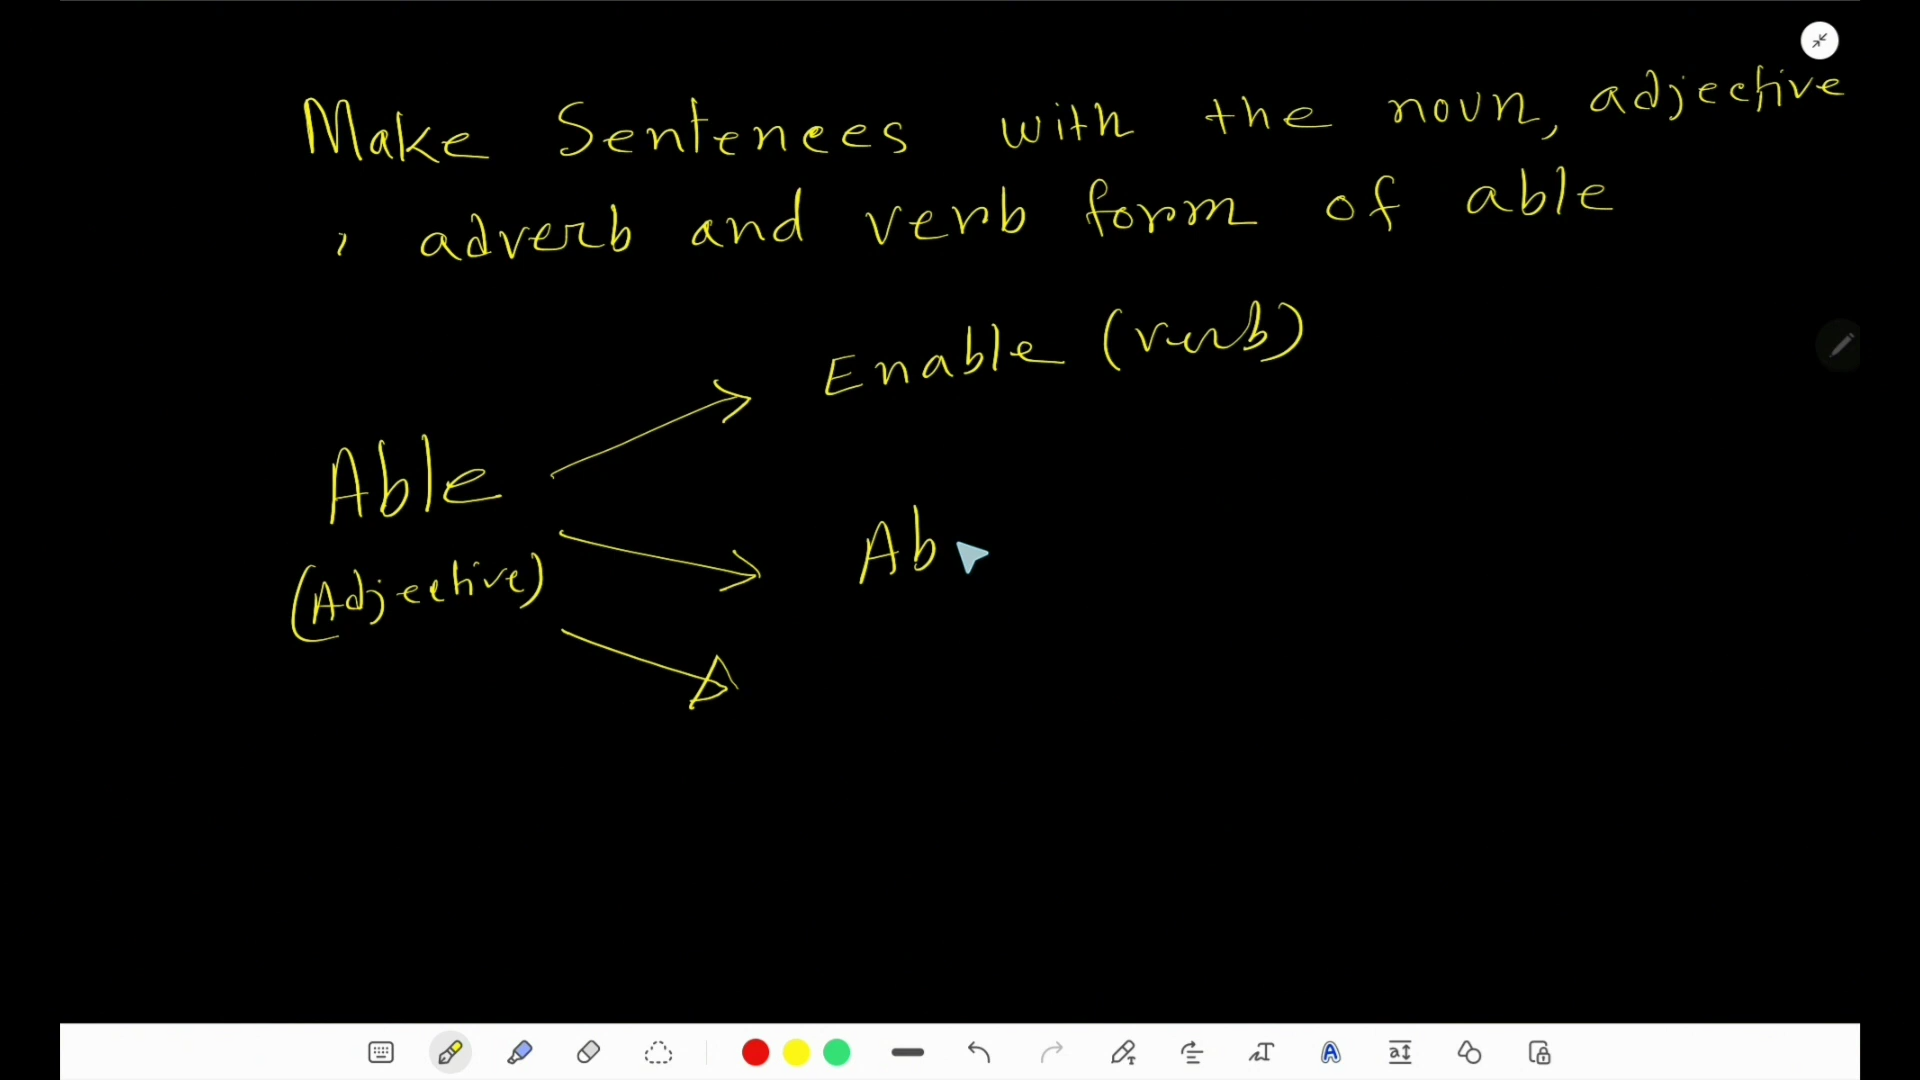 Make Sentences with the noun, adjective
, adverb and verb form of able
Enable (verb)
Able
Ab
(Adjective)